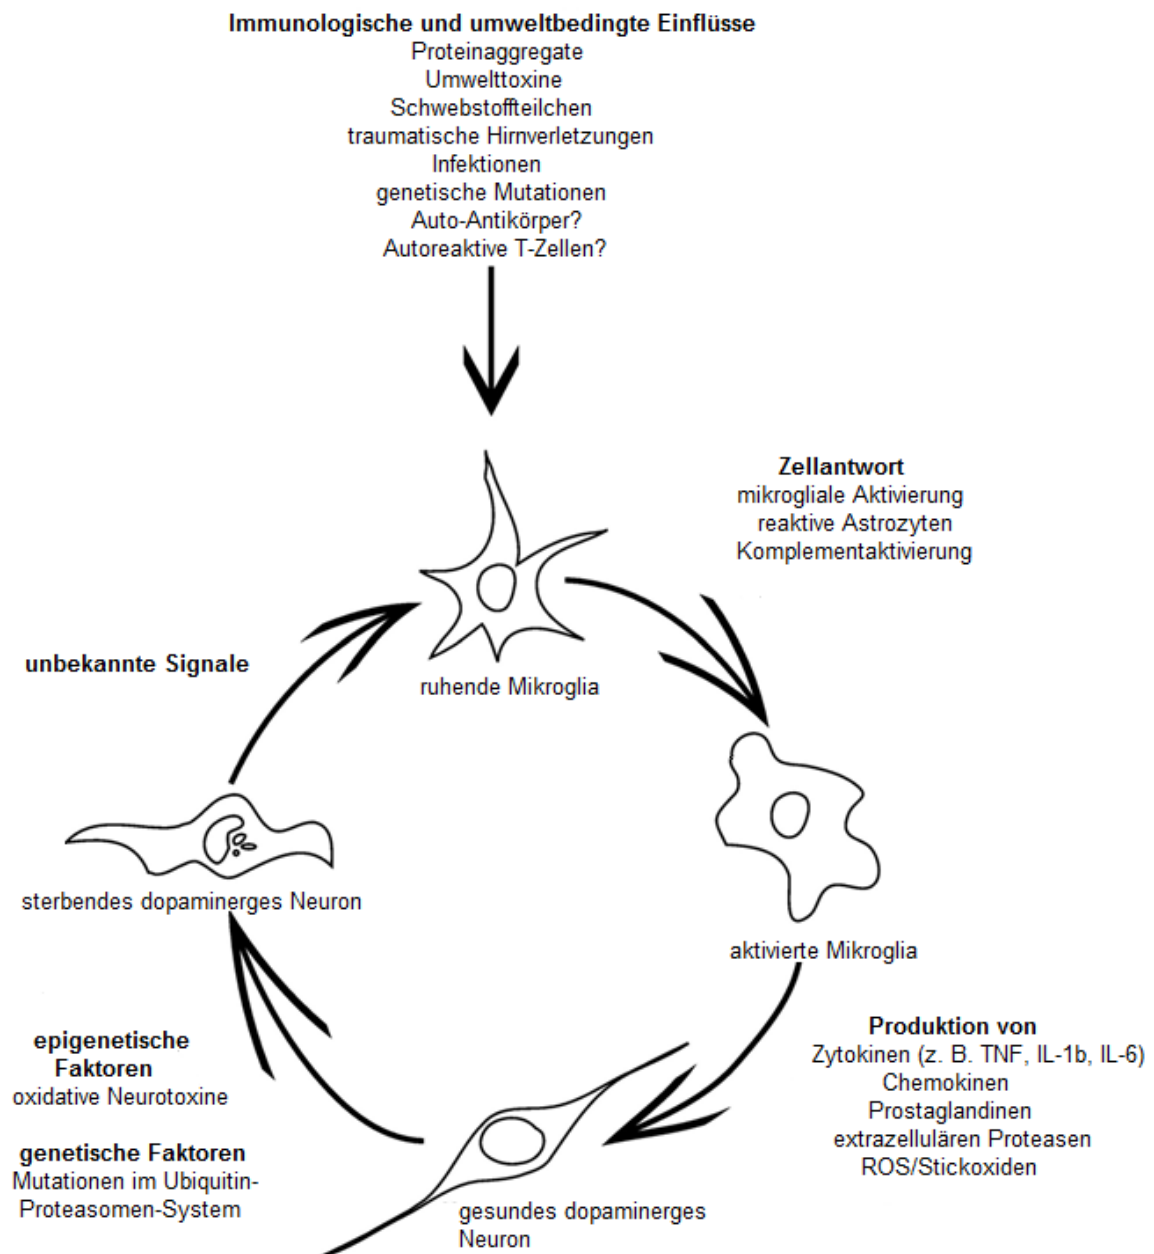 Immunologische und umweltbedingte Einflüsse
Proteinaggregate
Umwelttoxine
Schwebstoffteilchen
traumatische Hirnverletzungen
Infektionen
genetische Mutationen
Auto-Antikörper?
Autoreaktive T-Zellen?
Zellantwort
mikrogliale Aktivierung
reaktive Astrozyten
Komplementaktivierung
unbekannte Signale
ruhende Mikroglia
sterbendes dopaminerges Neuron
aktivierte Mikroglia
epigenetische
Faktoren
oxidative Neurotoxine
genetische Faktoren
Mutationen im Ubiquitin-
Proteasomen-System
Produktion von
Zytokinen (z. B. TNF, IL-1b, IL-6)
Chemokinen
Prostaglandinen
extrazellulären Proteasen
ROS/Stickoxiden
gesundes dopaminerges
Neuron